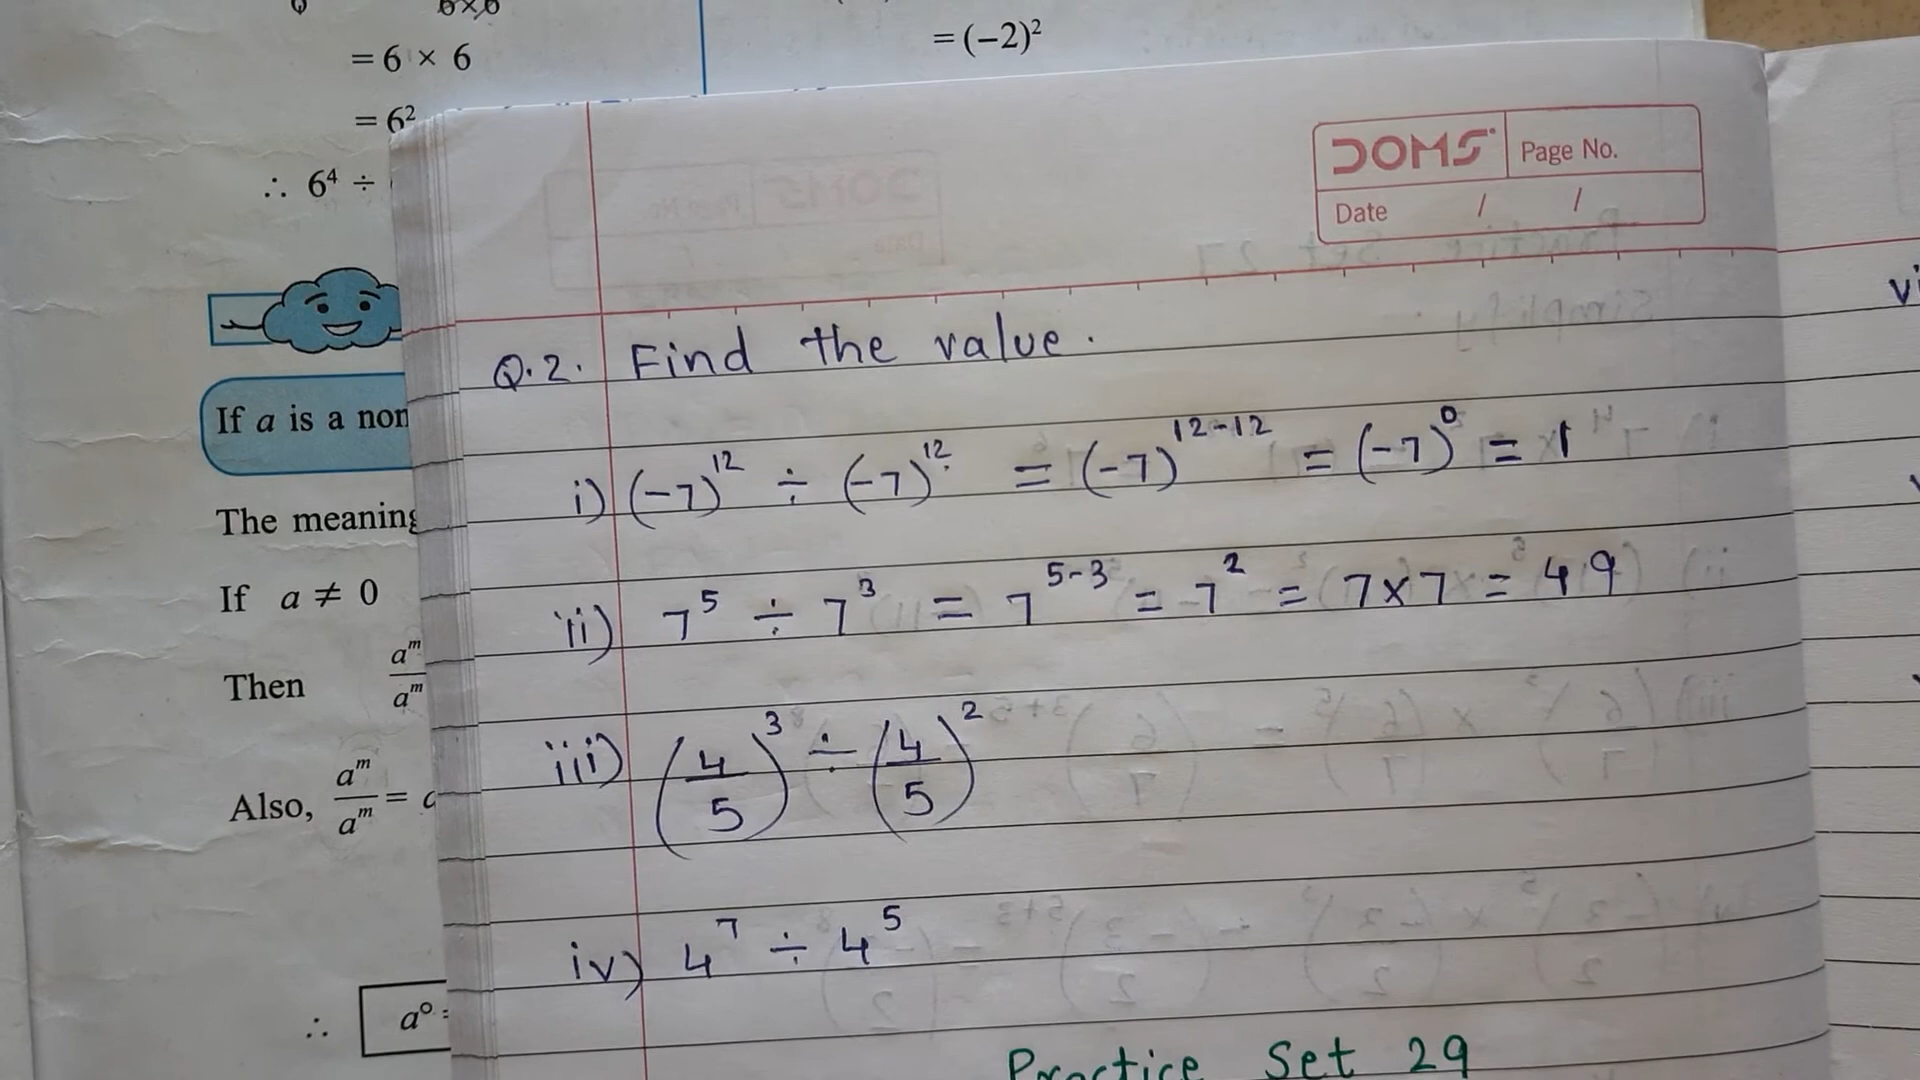 6×6
= 6 × 6
= 6²
∴ 6⁴ ÷
= (−2)²
If a is a non
The meaning
If a ≠ 0
Then aᵐ/aᵐ
Also, aᵐ/aᵐ =
∴ a⁰ =
DOMS Page No.
Date / /
Q.2. Find the value.
i) (-7)¹² ÷ (-7)¹² = (-7)¹²⁻¹² = (-7)⁰ = 1
ii) 7⁵ ÷ 7³ = 7⁵⁻³ = 7² = 7×7 = 49
iii) (4/5)³ ÷ (4/5)²
iv) 4⁷ ÷ 4⁵
Practice Set 29